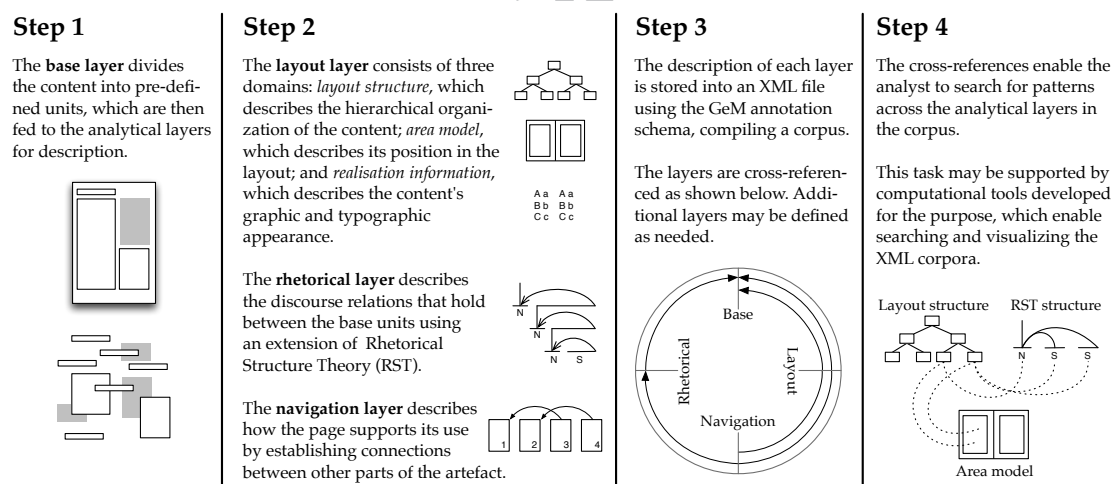 Step 1
The base layer divides
the content into pre-defi-
ned units, which are then
fed to the analytical layers
for description.
Step 2
The layout layer consists of three
domains: layout structure, which
describes the hierarchical organi-
zation of the content; area model,
which describes its position in the
layout; and realisation information,
which describes the content's
graphic and typographic
appearance.
A a A a
B b B b
C c C c
The rhetorical layer describes
the discourse relations that hold
between the base units using
an extension of Rhetorical
Structure Theory (RST).
N
N
N S
The navigation layer describes
how the page supports its use
by establishing connections
between other parts of the artefact.
1 2 3 4
Step 3
The description of each layer
is stored into an XML file
using the GeM annotation
schema, compiling a corpus.
The layers are cross-referen-
ced as shown below. Addi-
tional layers may be defined
as needed.
Base
Rhetorical
Layout
Navigation
Step 4
The cross-references enable the
analyst to search for patterns
across the analytical layers in
the corpus.
This task may be supported by
computational tools developed
for the purpose, which enable
searching and visualizing the
XML corpora.
Layout structure RST structure
N S S
Area model